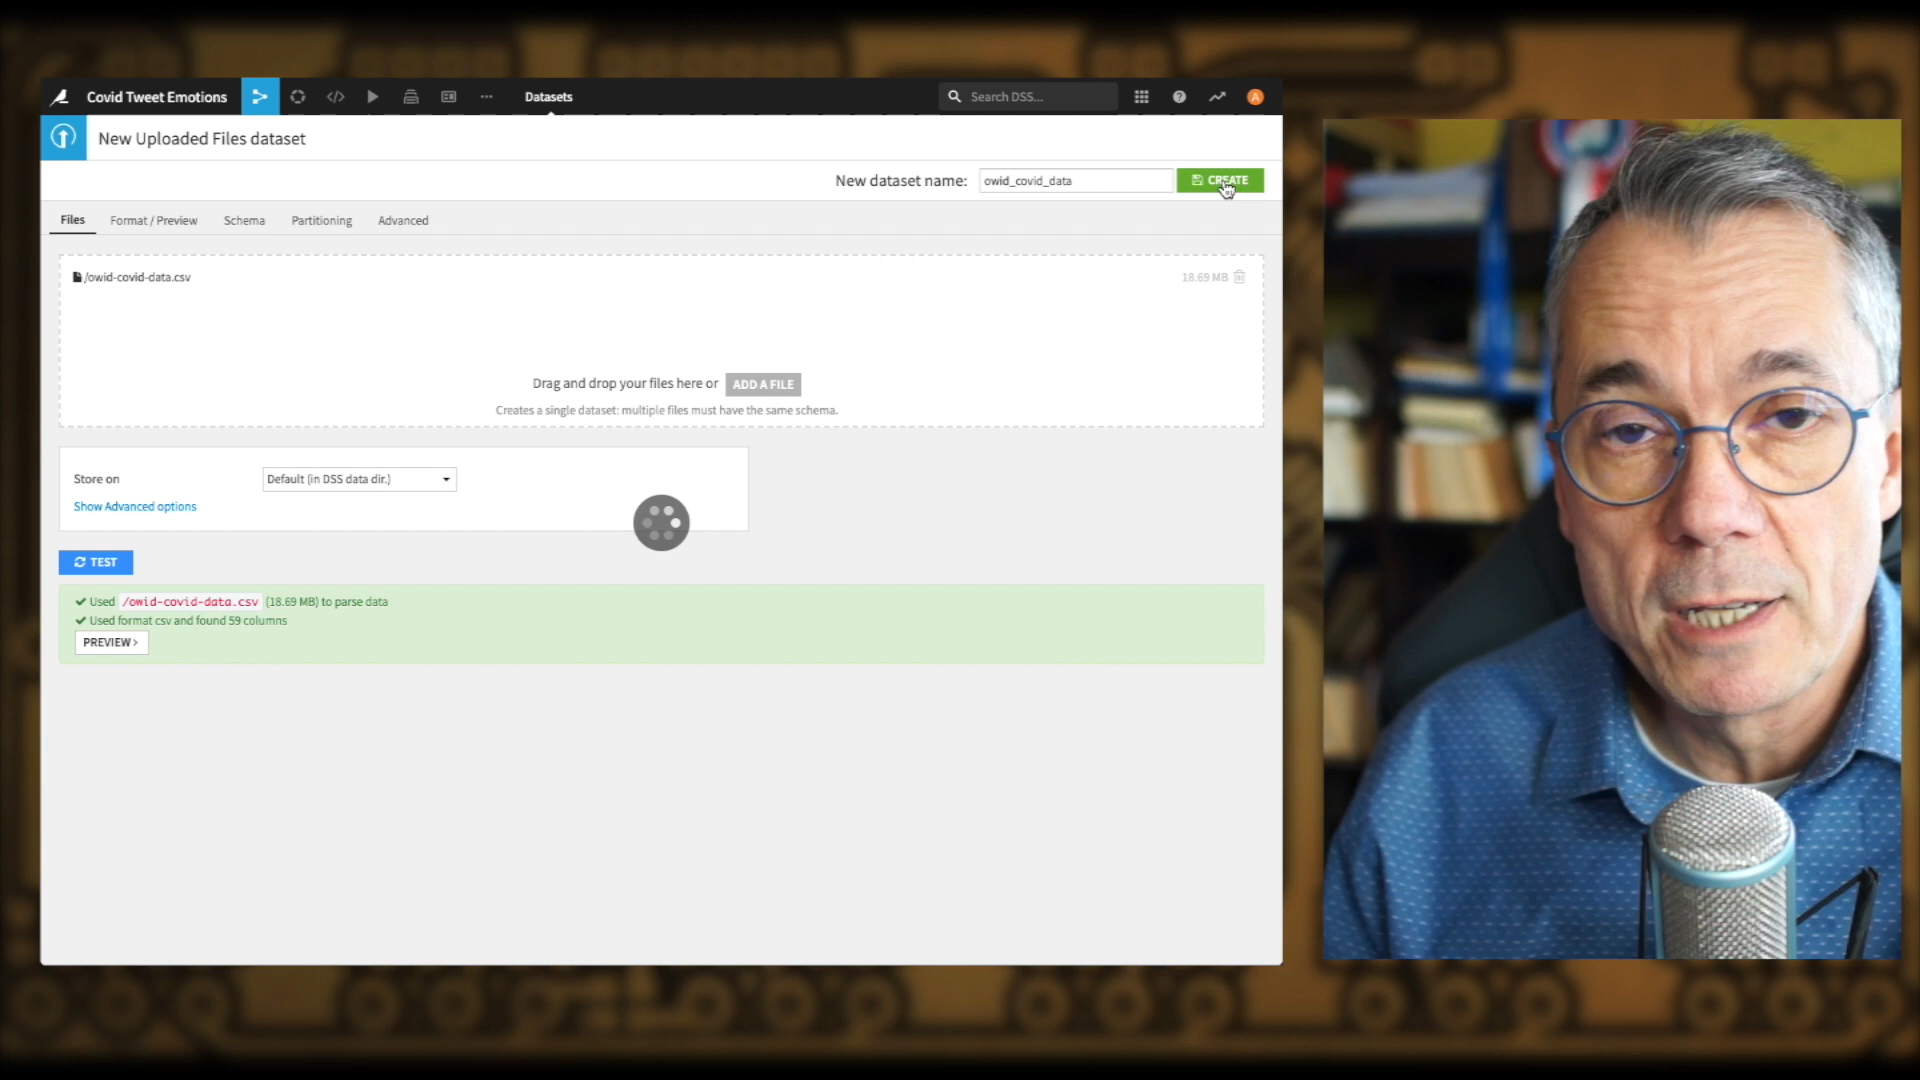 Covid Tweet Emotions
Datasets
Search DSS...
A
New Uploaded Files dataset
New dataset name: owid_covid_data CREATE
Files Format / Preview Schema Partitioning Advanced
/owid-covid-data.csv 18.69 MB
Drag and drop your files here or ADD A FILE
Creates a single dataset: multiple files must have the same schema.
Store on Default (in DSS data dir.)
Show Advanced options
TEST
Used /owid-covid-data.csv (18.69 MB) to parse data
Used format csv and found 59 columns
PREVIEW ›